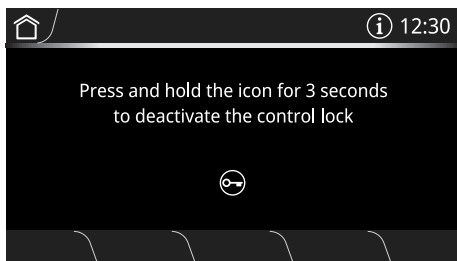 i 12:30
Press and hold the icon for 3 seconds
to deactivate the control lock